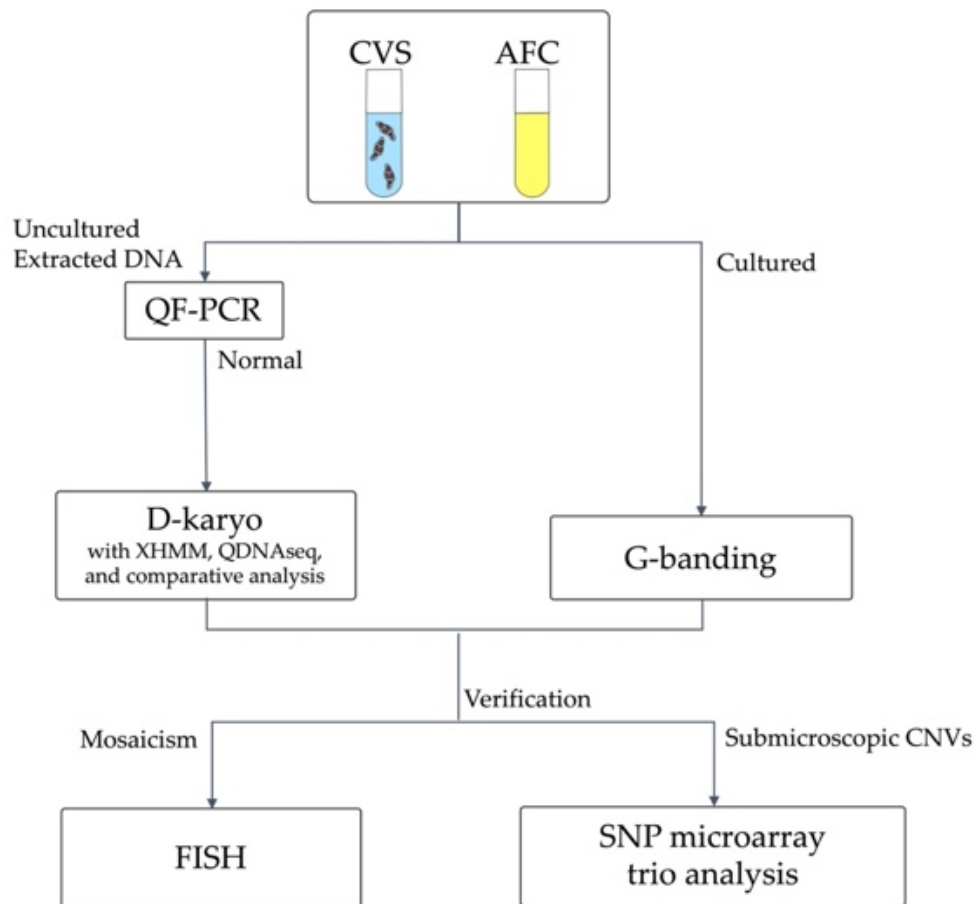 CVS AFC
Uncultured
Extracted DNA
Cultured
QF-PCR
Normal
D-karyo
with XHMM, QDNAseq,
and comparative analysis
G-banding
Verification
Mosaicism
Submicroscopic CNVs
FISH
SNP microarray
trio analysis